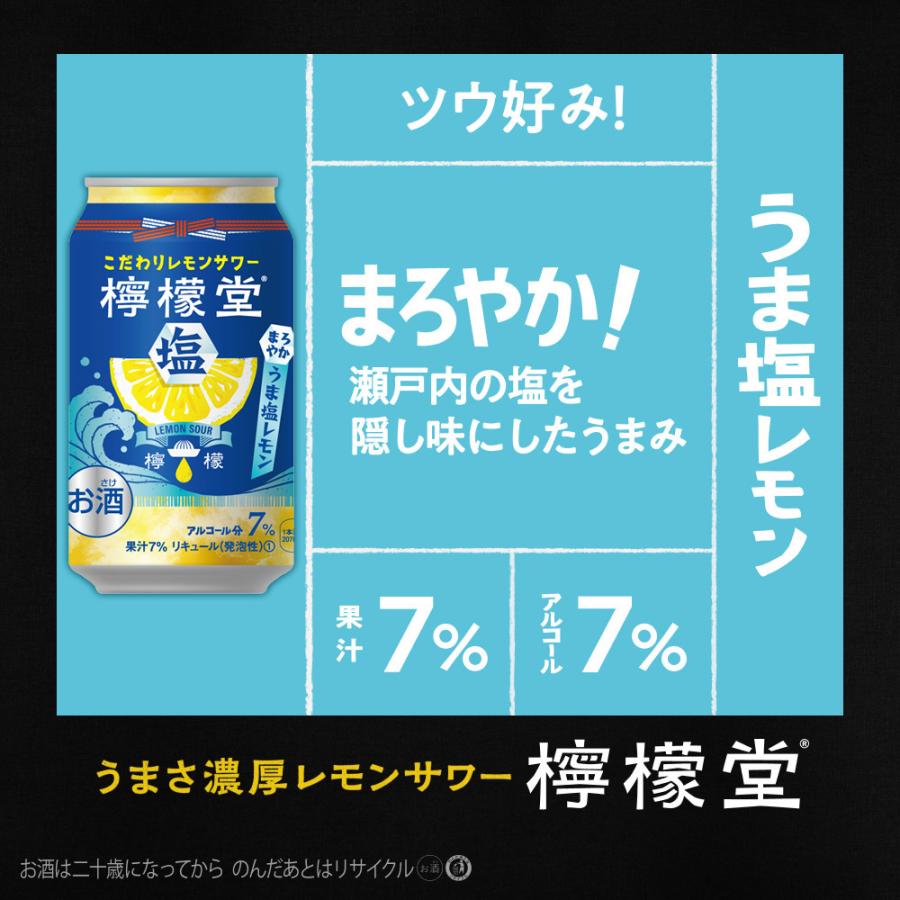 ツウ好み!
まろやか!
瀬戸内の塩を
隠し味にしたうまみ
うま塩レモン
果汁 7%
アルコール 7%
こだわりレモンサワー
檸檬堂®
塩
まろやか
うま塩レモン
LEMON SOUR
檸檬
さけ
お酒
アルコール分 7%
果汁7% リキュール(発泡性)①
うまさ濃厚レモンサワー 檸檬堂®
お酒は二十歳になってから のんだあとはリサイクル お酒